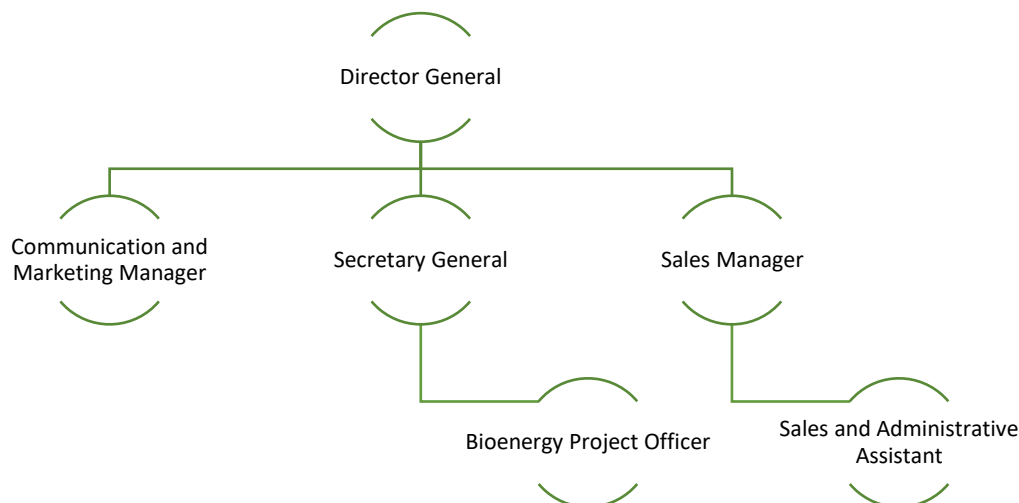 Director General
Communication and
Marketing Manager
Secretary General
Sales Manager
Bioenergy Project Officer
Sales and Administrative
Assistant